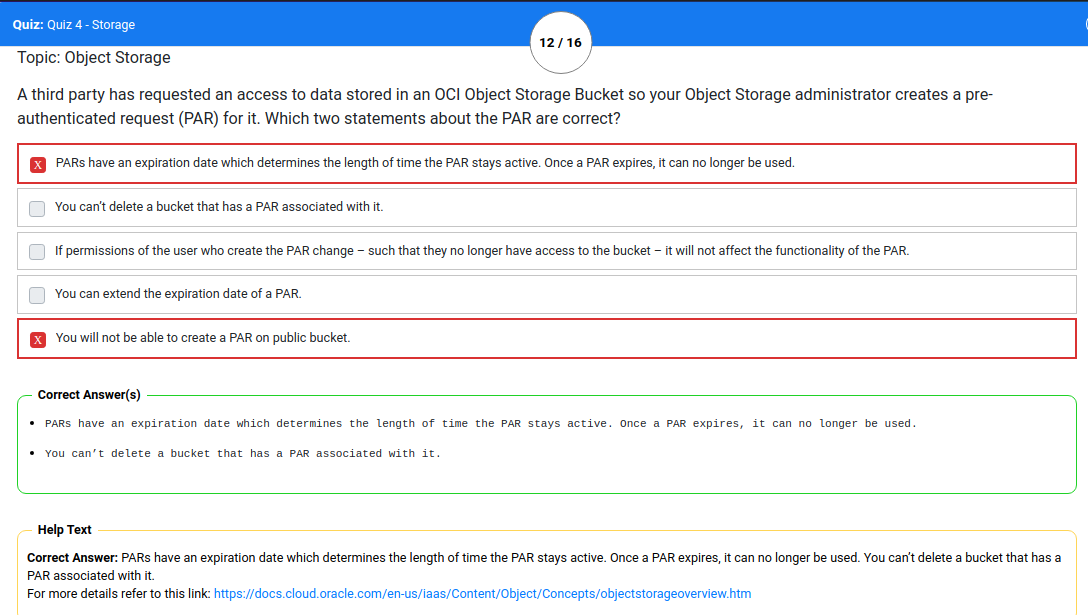 Quiz: Quiz 4 - Storage
12 / 16
Topic: Object Storage
A third party has requested an access to data stored in an OCI Object Storage Bucket so your Object Storage administrator creates a pre-
authenticated request (PAR) for it. Which two statements about the PAR are correct?
X PARs have an expiration date which determines the length of time the PAR stays active. Once a PAR expires, it can no longer be used.
You can’t delete a bucket that has a PAR associated with it.
If permissions of the user who create the PAR change – such that they no longer have access to the bucket – it will not affect the functionality of the PAR.
You can extend the expiration date of a PAR.
X You will not be able to create a PAR on public bucket.
Correct Answer(s)
• PARs have an expiration date which determines the length of time the PAR stays active. Once a PAR expires, it can no longer be used.
• You can’t delete a bucket that has a PAR associated with it.
Help Text
Correct Answer: PARs have an expiration date which determines the length of time the PAR stays active. Once a PAR expires, it can no longer be used. You can’t delete a bucket that has a
PAR associated with it.
For more details refer to this link: https://docs.cloud.oracle.com/en-us/iaas/Content/Object/Concepts/objectstorageoverview.htm